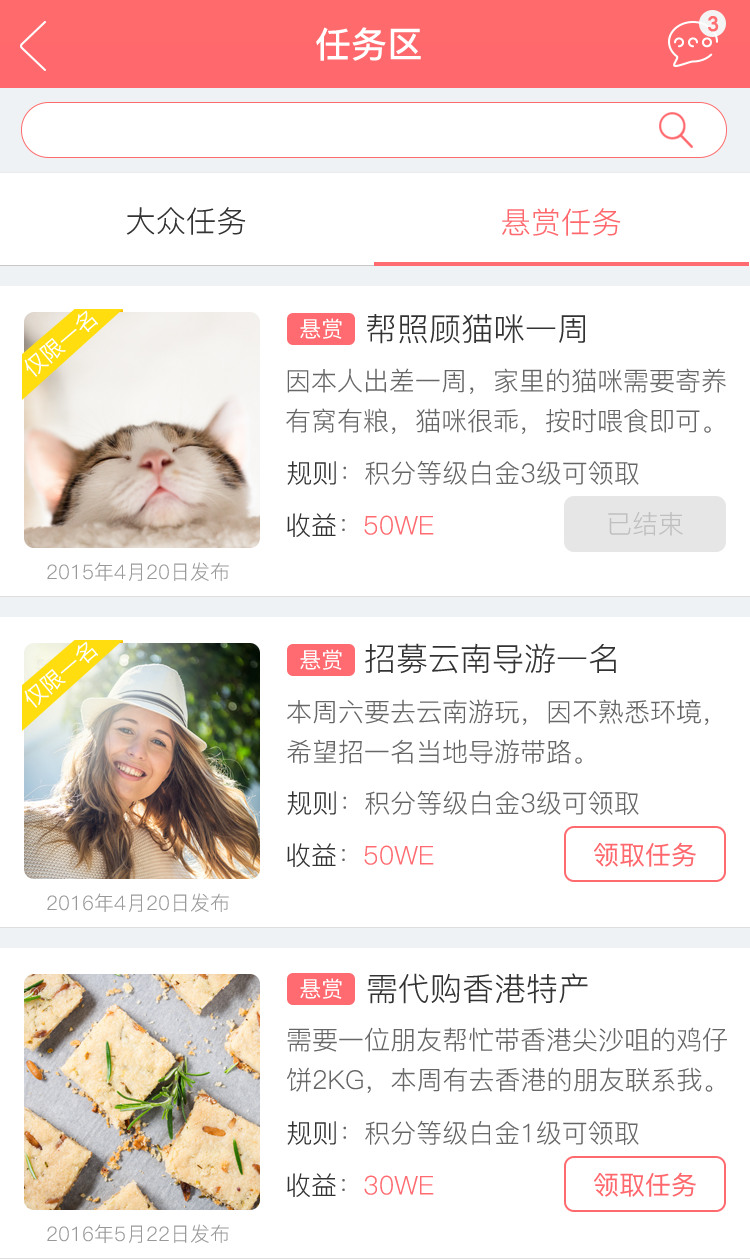 任务区
3
大众任务
悬赏任务
仅限一名
悬赏 帮照顾猫咪一周
因本人出差一周，家里的猫咪需要寄养
有窝有粮，猫咪很乖，按时喂食即可。
规则：积分等级白金3级可领取
收益：50WE
已结束
2015年4月20日发布
仅限一名
悬赏 招募云南导游一名
本周六要去云南游玩，因不熟悉环境，
希望招一名当地导游带路。
规则：积分等级白金3级可领取
收益：50WE
领取任务
2016年4月20日发布
悬赏 需代购香港特产
需要一位朋友帮忙带香港尖沙咀的鸡仔
饼2KG，本周有去香港的朋友联系我。
规则：积分等级白金1级可领取
收益：30WE
领取任务
2016年5月22日发布